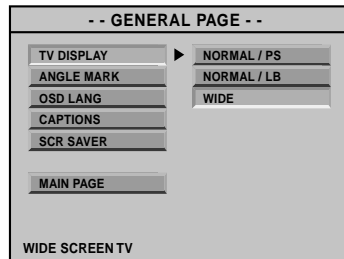 - - GENERAL PAGE - -
TV DISPLAY
ANGLE MARK
OSD LANG
CAPTIONS
SCR SAVER
MAIN PAGE
NORMAL / PS
NORMAL / LB
WIDE
WIDE SCREEN TV